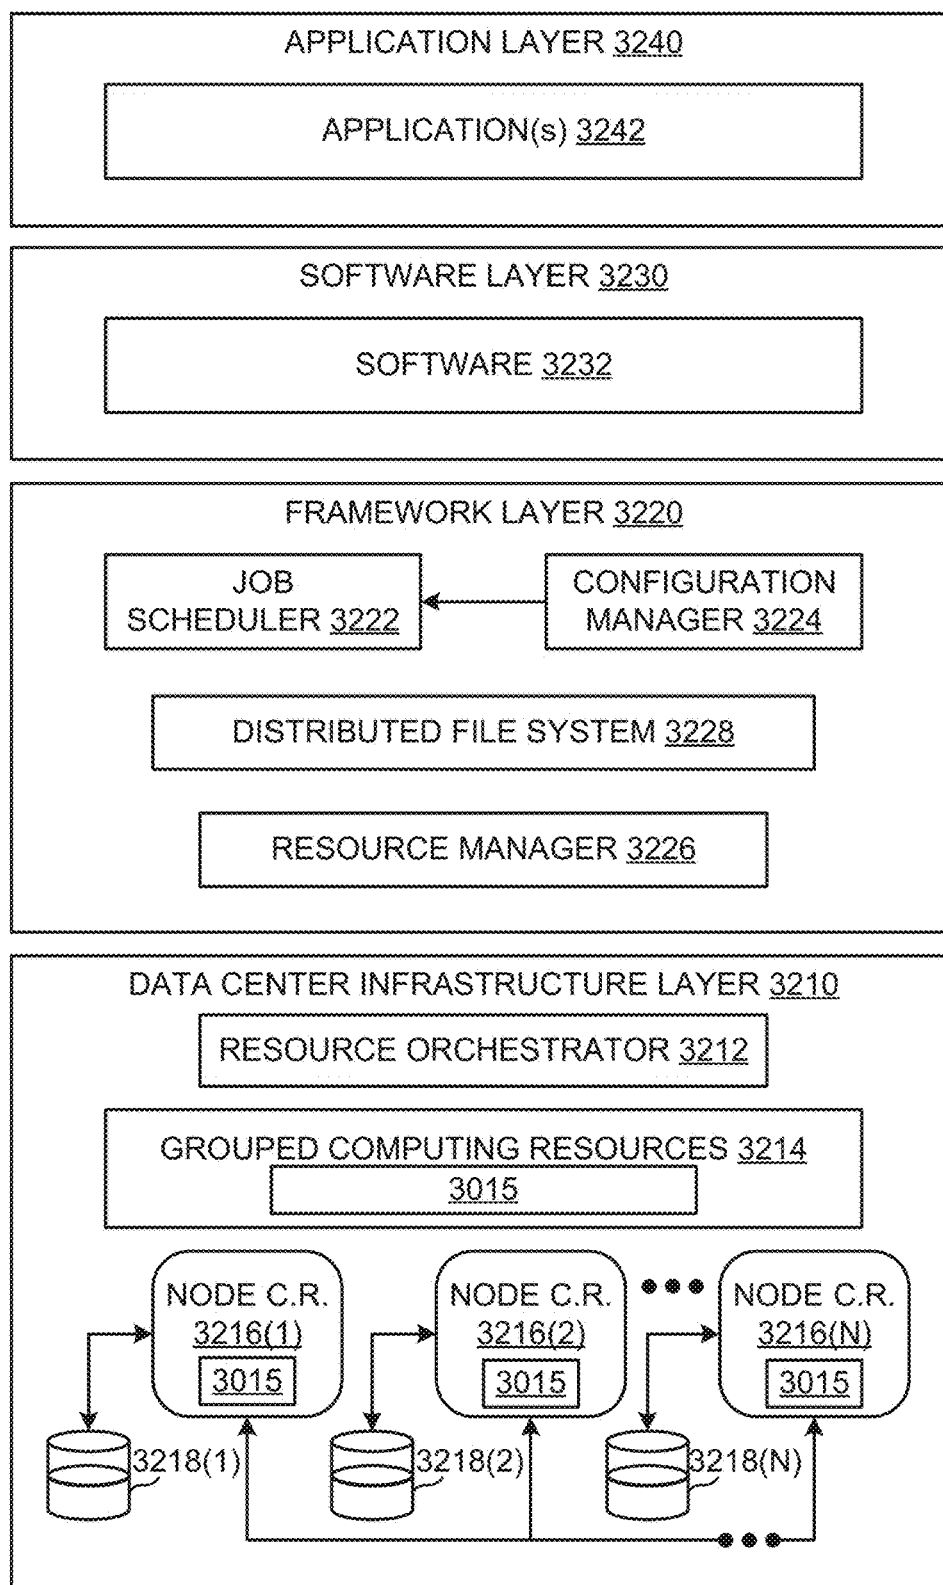 APPLICATION LAYER 3240
APPLICATION(s) 3242
SOFTWARE LAYER 3230
SOFTWARE 3232
FRAMEWORK LAYER 3220
JOB
SCHEDULER 3222
CONFIGURATION
MANAGER 3224
DISTRIBUTED FILE SYSTEM 3228
RESOURCE MANAGER 3226
DATA CENTER INFRASTRUCTURE LAYER 3210
RESOURCE ORCHESTRATOR 3212
GROUPED COMPUTING RESOURCES 3214
3015
NODE C.R.
3216(1)
3015
NODE C.R.
3216(2)
3015
NODE C.R.
3216(N)
3015
3218(1)
3218(2)
3218(N)